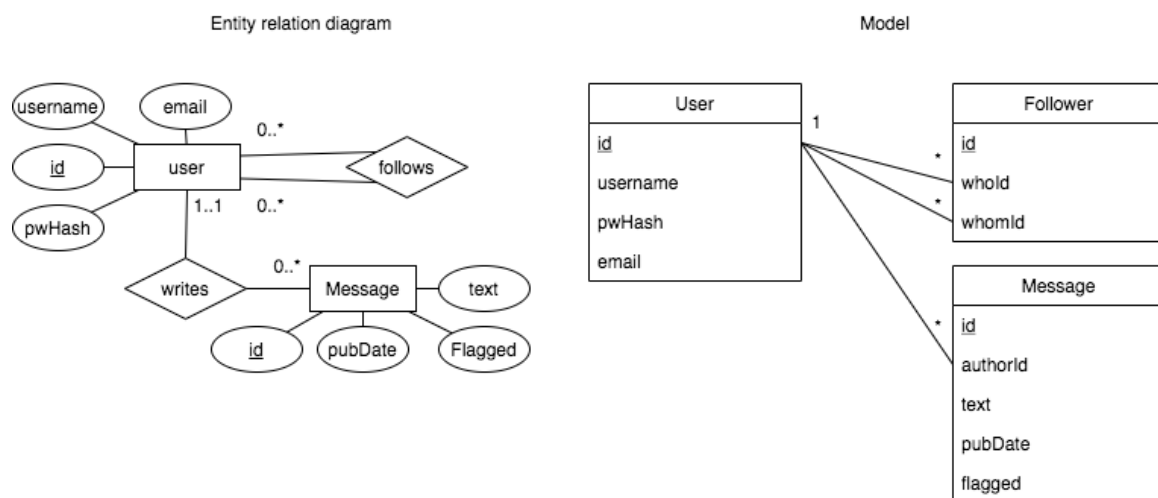 Entity relation diagram
username
email
id
user
pwHash
0..*
0..*
follows
1..1
writes
0..*
Message
text
id
pubDate
Flagged
Model
User
id
username
pwHash
email
1
*
*
*
Follower
id
whoId
whomId
Message
id
authorId
text
pubDate
flagged